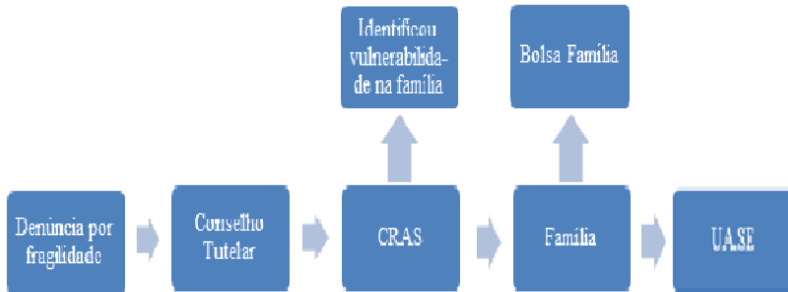 Identificou
vulnerabilida-
de na família
Bolsa Família
Denúncia por
fragilidade
Conselho
Tutelar
CRAS
Família
UASE